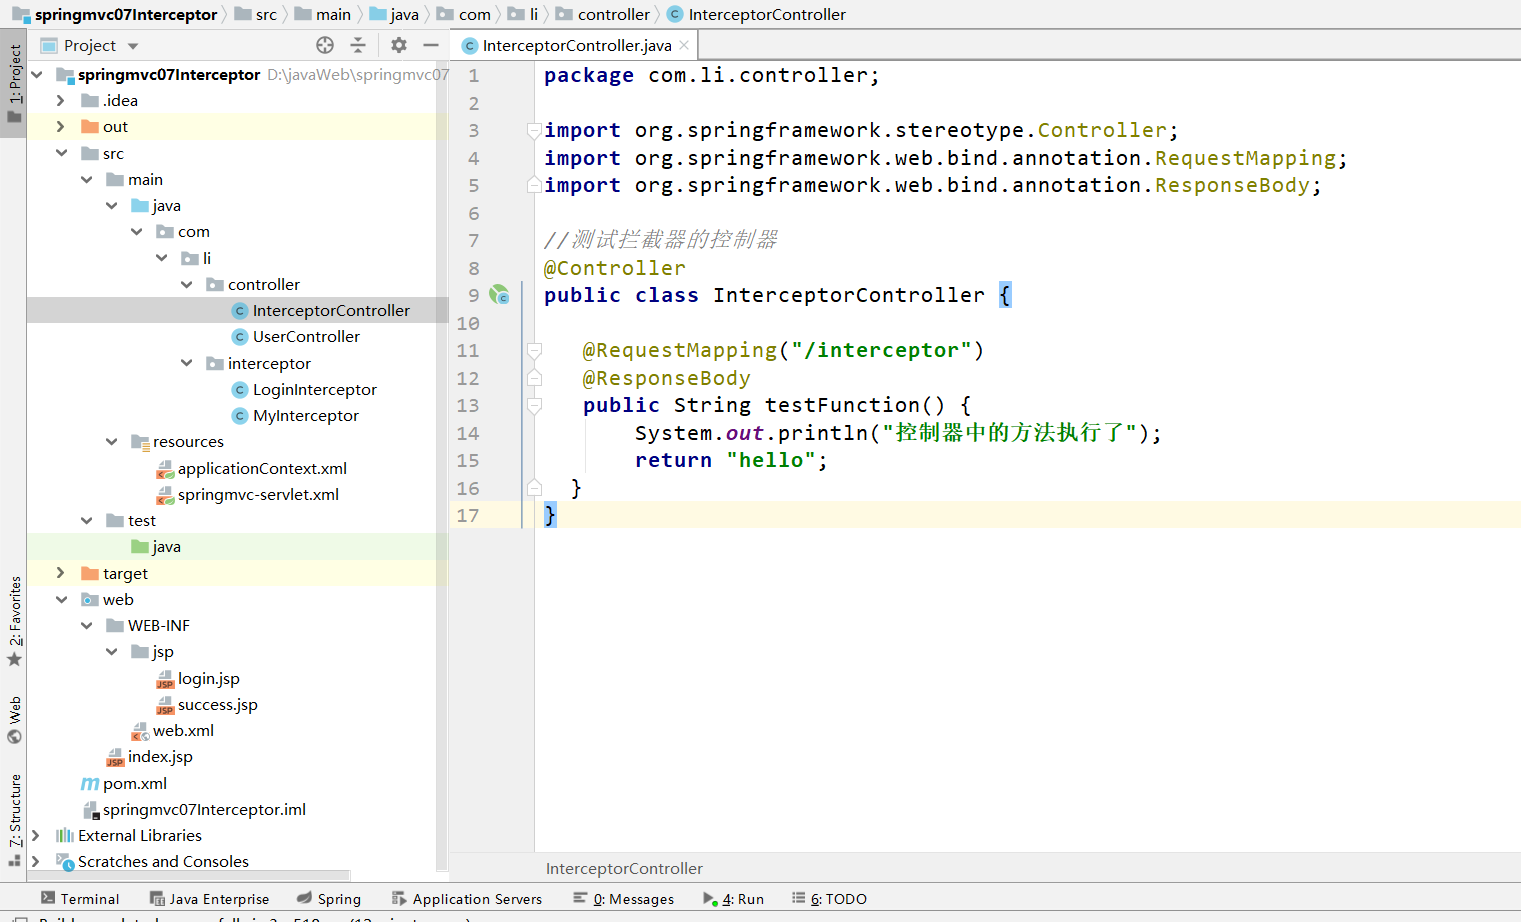 springmvc07Interceptor src main java com li controller InterceptorController
Project
InterceptorController.java
1: Project
2: Favorites
Web
7: Structure
springmvc07Interceptor D:\javaWeb\springmvc07
.idea
out
src
main
java
com
li
controller
InterceptorController
UserController
interceptor
LoginInterceptor
MyInterceptor
resources
applicationContext.xml
springmvc-servlet.xml
test
java
target
web
WEB-INF
jsp
login.jsp
success.jsp
web.xml
index.jsp
pom.xml
springmvc07Interceptor.iml
External Libraries
Scratches and Consoles
1 package com.li.controller;
2
3 import org.springframework.stereotype.Controller;
4 import org.springframework.web.bind.annotation.RequestMapping;
5 import org.springframework.web.bind.annotation.ResponseBody;
6
7 //测试拦截器的控制器
8 @Controller
9 public class InterceptorController {
10
11 @RequestMapping("/interceptor")
12 @ResponseBody
13 public String testFunction() {
14 System.out.println("控制器中的方法执行了");
15 return "hello";
16 }
17 }
InterceptorController
Terminal Java Enterprise Spring Application Servers 0: Messages 4: Run 6: TODO